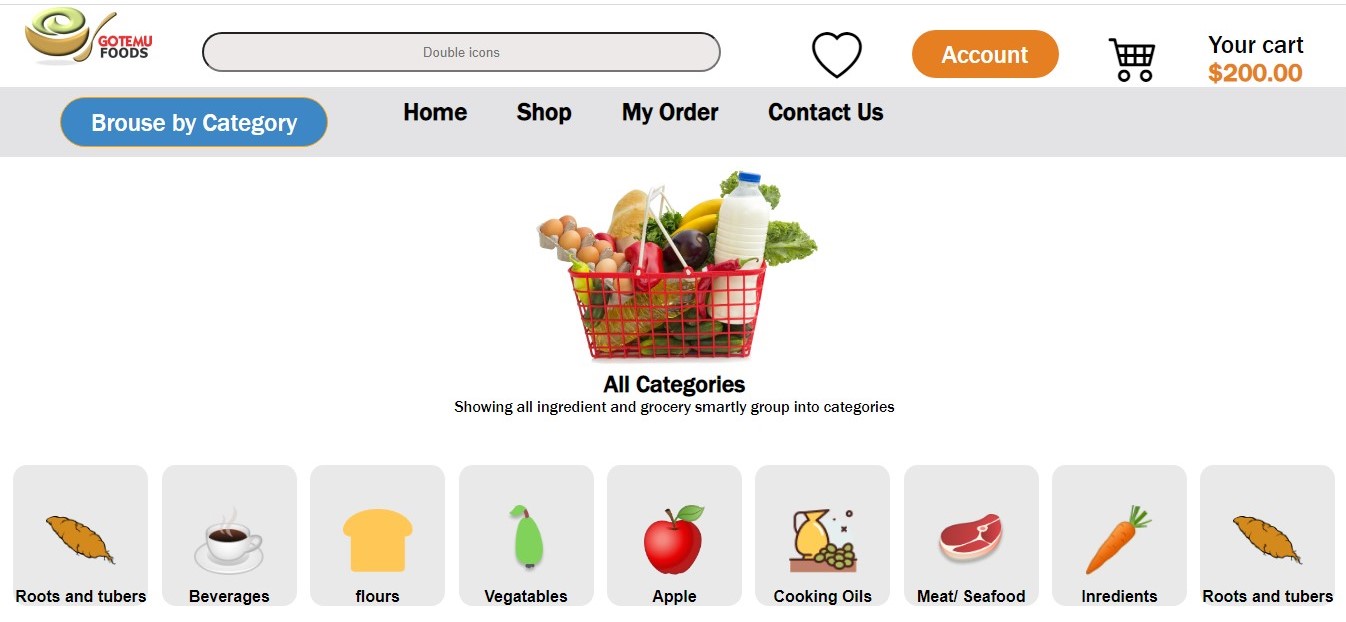 GOTEMU
FOODS
Double icons
Account
Your cart
$200.00
Brouse by Category
Home
Shop
My Order
Contact Us
All Categories
Showing all ingredient and grocery smartly group into categories
Roots and tubers
Beverages
flours
Vegatables
Apple
Cooking Oils
Meat/ Seafood
Inredients
Roots and tubers